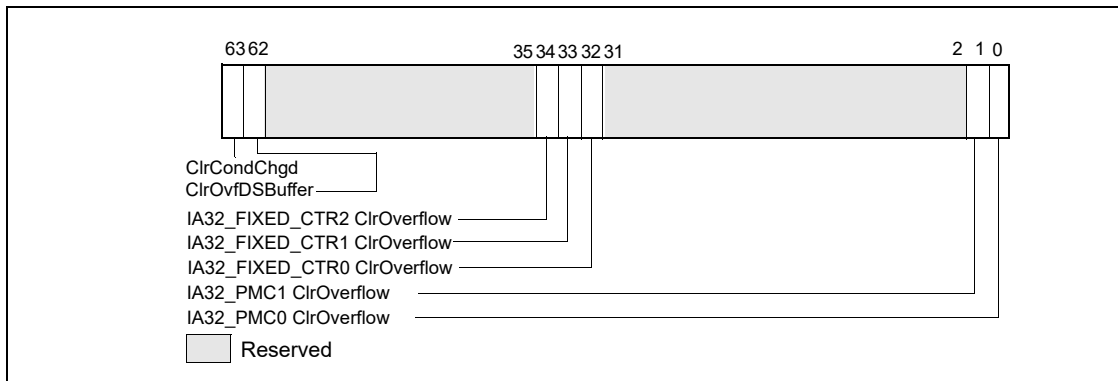 63 62 35 34 33 32 31 2 1 0
ClrCondChgd
ClrOvfDSBuffer
IA32_FIXED_CTR2 ClrOverflow
IA32_FIXED_CTR1 ClrOverflow
IA32_FIXED_CTR0 ClrOverflow
IA32_PMC1 ClrOverflow
IA32_PMC0 ClrOverflow
Reserved